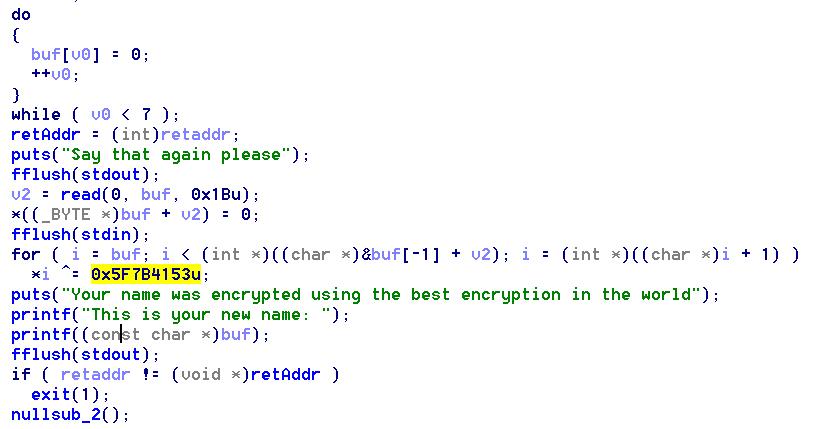 do
{
buf[v0] = 0;
++v0;
}
while ( v0 < 7 );
retAddr = (int)retaddr;
puts("Say that again please");
fflush(stdout);
v2 = read(0, buf, 0x1Bu);
*((_BYTE *)buf + v2) = 0;
fflush(stdin);
for ( i = buf; i < (int *)((char *)&buf[-1] + v2); i = (int *)((char *)i + 1) )
*i ^= 0x5F7B4153u;
puts("Your name was encrypted using the best encryption in the world");
printf("This is your new name: ");
printf((const char *)buf);
fflush(stdout);
if ( retaddr != (void *)retAddr )
exit(1);
nullsub_2();